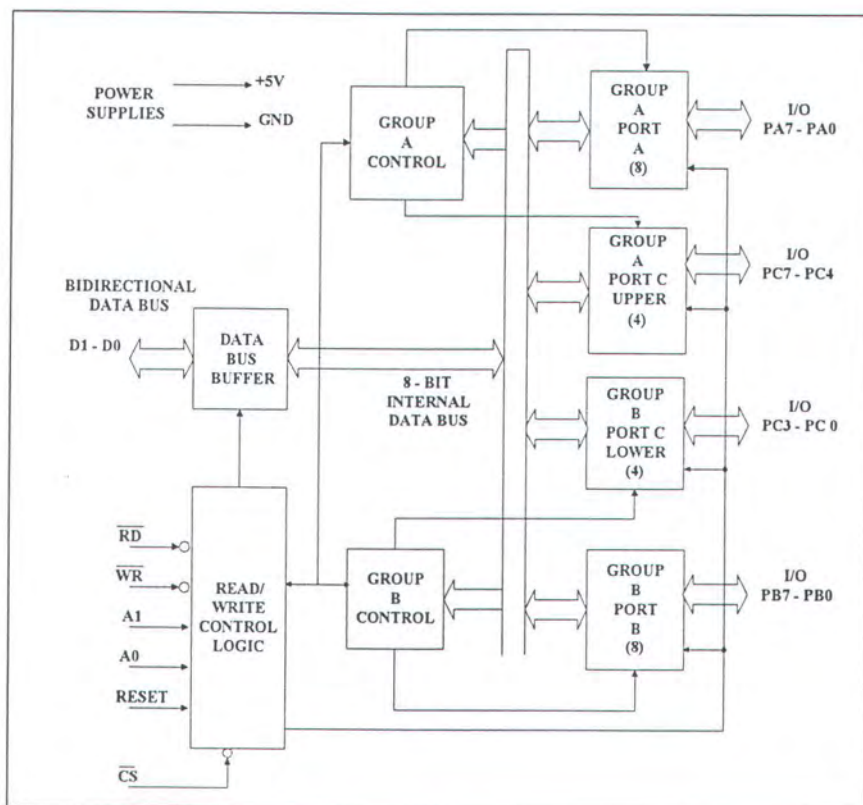 POWER
SUPPLIES
+5V
GND
GROUP
A
CONTROL
GROUP
A
PORT
A
(8)
I/O
PA7 - PA0
GROUP
A
PORT C
UPPER
(4)
I/O
PC7 - PC4
BIDIRECTIONAL
DATA BUS
D1 - D0
DATA
BUS
BUFFER
8 - BIT
INTERNAL
DATA BUS
GROUP
B
PORT C
LOWER
(4)
I/O
PC3 - PC 0
RD
WR
A1
A0
RESET
CS
READ/
WRITE
CONTROL
LOGIC
GROUP
B
CONTROL
GROUP
B
PORT
B
(8)
I/O
PB7 - PB0